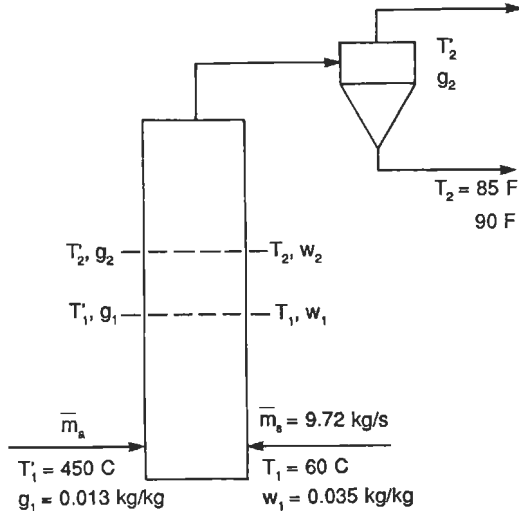 T'₂
g₂
T₂ = 85 F
90 F
T'₂, g₂
T₂, w₂
T'₁, g₁
T₁, w₁
m̅ₐ
m̅ₛ = 9.72 kg/s
T'₁ = 450 C
T₁ = 60 C
g₁ = 0.013 kg/kg
w₁ = 0.035 kg/kg